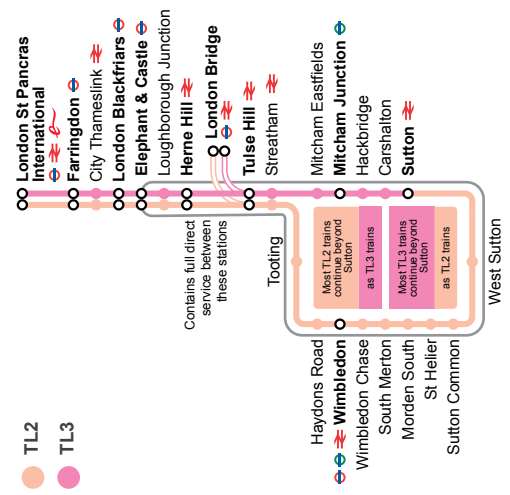 London St Pancras
International
Farringdon
City Thameslink
London Blackfriars
Elephant & Castle
Loughborough Junction
Herne Hill
London Bridge
Tulse Hill
Streatham
Mitcham Eastfields
Mitcham Junction
Hackbridge
Carshalton
Sutton
Contains full direct
service between
these stations
Tooting
Most TL2 trains
continue beyond
Sutton
as TL3 trains
Most TL3 trains
continue beyond
Sutton
as TL2 trains
West Sutton
Haydons Road
Wimbledon
Wimbledon Chase
South Merton
Morden South
St Helier
Sutton Common
TL2
TL3